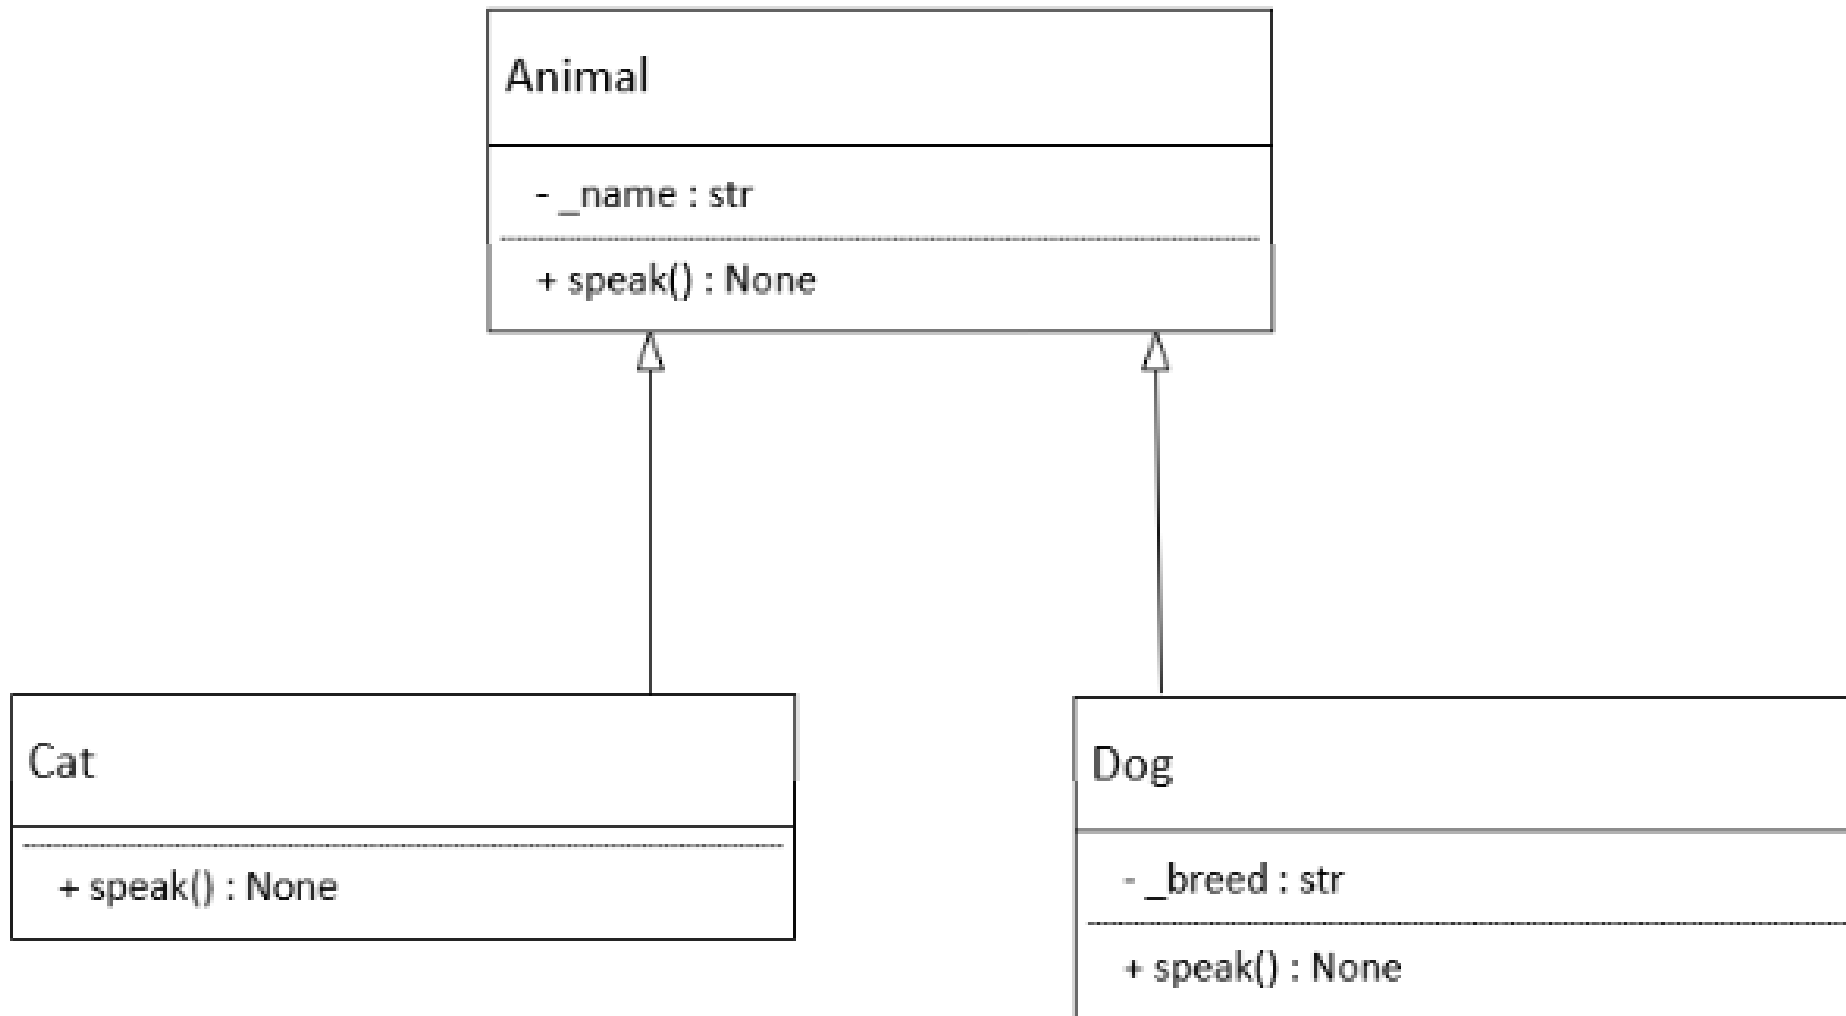 Animal
- _name : str
+ speak() : None
Cat
+ speak() : None
Dog
- _breed : str
+ speak() : None